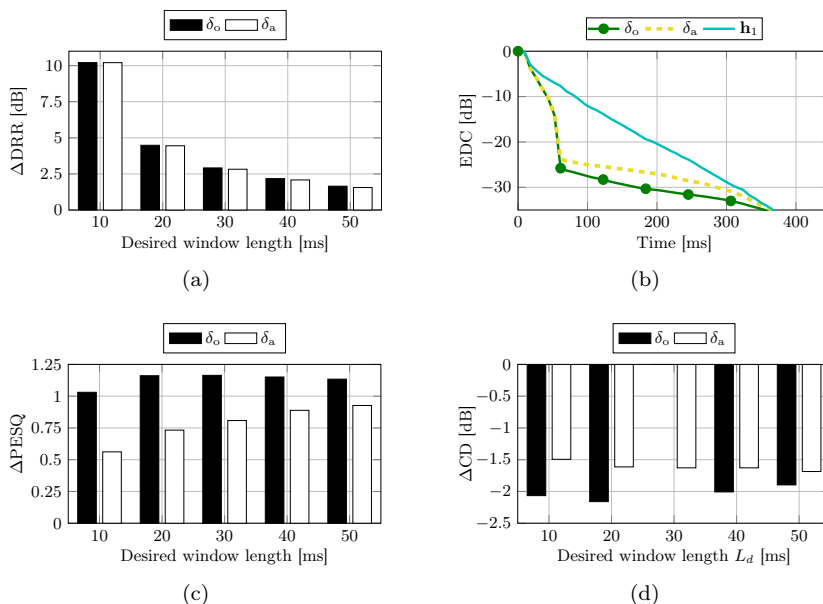 δo δa
10
7.5
5
2.5
0
ΔDRR [dB]
10 20 30 40 50
Desired window length [ms]
(a)
δo δa h1
0
−10
−20
−30
EDC [dB]
0 100 200 300 400
Time [ms]
(b)
δo δa
1.25
1
0.75
0.5
0.25
0
ΔPESQ
10 20 30 40 50
Desired window length [ms]
(c)
δo δa
0
−0.5
−1
−1.5
−2
−2.5
ΔCD [dB]
10 20 30 40 50
Desired window length Ld [ms]
(d)